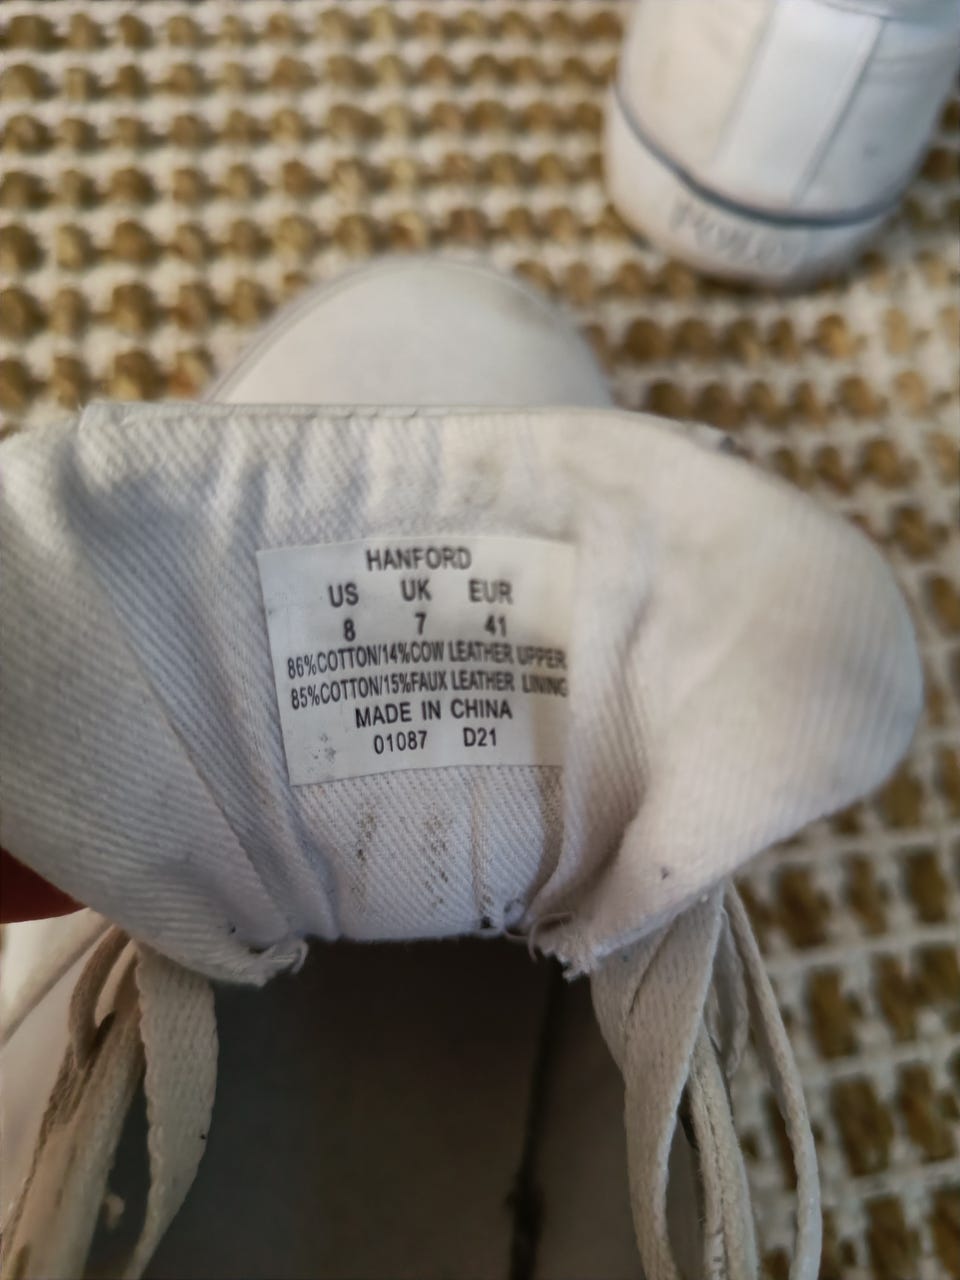 HANFORD
US UK EUR
8 7 41
86%COTTON/14%COW LEATHER UPPER
85%COTTON/15%FAUX LEATHER LINING
MADE IN CHINA
01087 D21